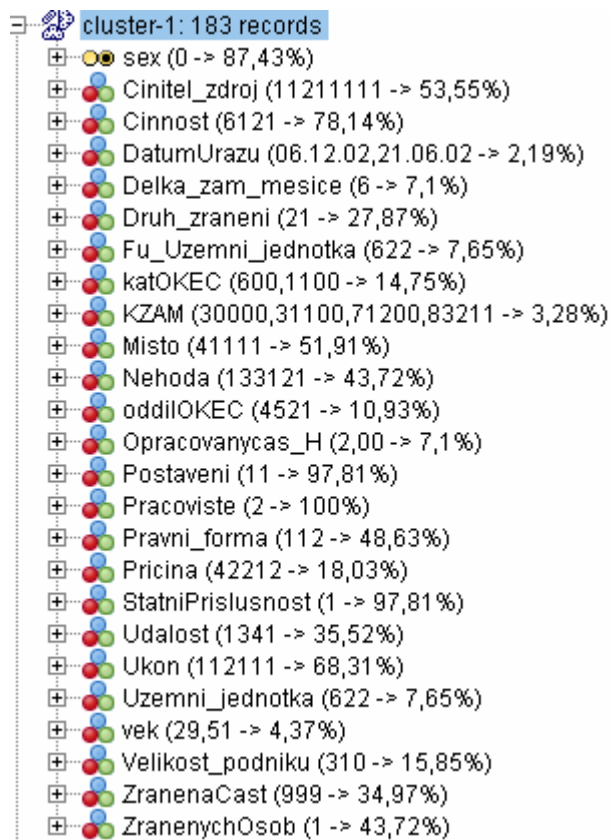 cluster-1: 183 records
sex (0 -> 87,43%)
Cinitel_zdroj (11211111 -> 53,55%)
Cinnost (6121 -> 78,14%)
DatumUrazu (06.12.02,21.06.02 -> 2,19%)
Delka_zam_mesice (6 -> 7,1%)
Druh_zraneni (21 -> 27,87%)
Fu_Uzemni_jednotka (622 -> 7,65%)
katOKEC (600,1100 -> 14,75%)
KZAM (30000,31100,71200,83211 -> 3,28%)
Misto (41111 -> 51,91%)
Nehoda (133121 -> 43,72%)
oddilOKEC (4521 -> 10,93%)
Opracovanycas_H (2,00 -> 7,1%)
Postaveni (11 -> 97,81%)
Pracoviste (2 -> 100%)
Pravni_forma (112 -> 48,63%)
Pricina (42212 -> 18,03%)
StatniPrislusnost (1 -> 97,81%)
Udalost (1341 -> 35,52%)
Ukon (112111 -> 68,31%)
Uzemni_jednotka (622 -> 7,65%)
vek (29,51 -> 4,37%)
Velikost_podniku (310 -> 15,85%)
ZranenaCast (999 -> 34,97%)
ZranenychOsob (1 -> 43,72%)